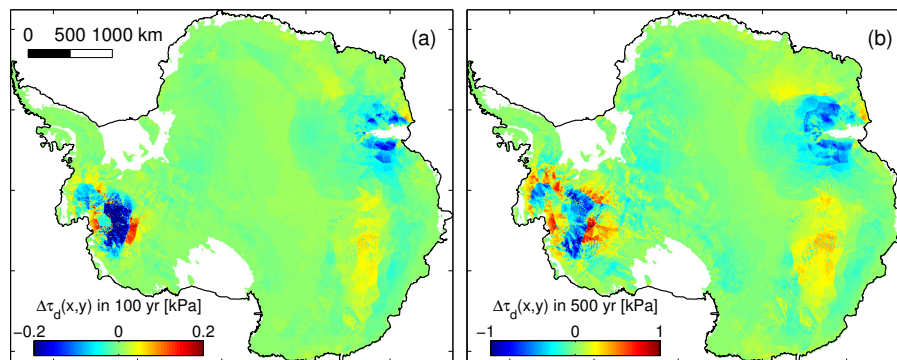 0 500 1000 km
(a)
Δτd(x,y) in 100 yr [kPa]
−0.2 0 0.2
(b)
Δτd(x,y) in 500 yr [kPa]
−1 0 1